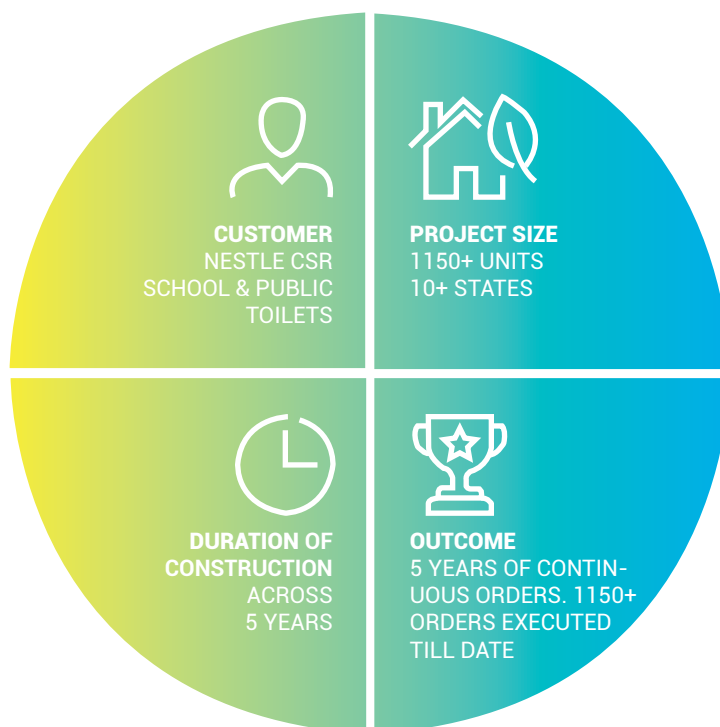 CUSTOMER
NESTLE CSR
SCHOOL & PUBLIC
TOILETS
PROJECT SIZE
1150+ UNITS
10+ STATES
DURATION OF
CONSTRUCTION
ACROSS
5 YEARS
OUTCOME
5 YEARS OF CONTIN-
UOUS ORDERS. 1150+
ORDERS EXECUTED
TILL DATE